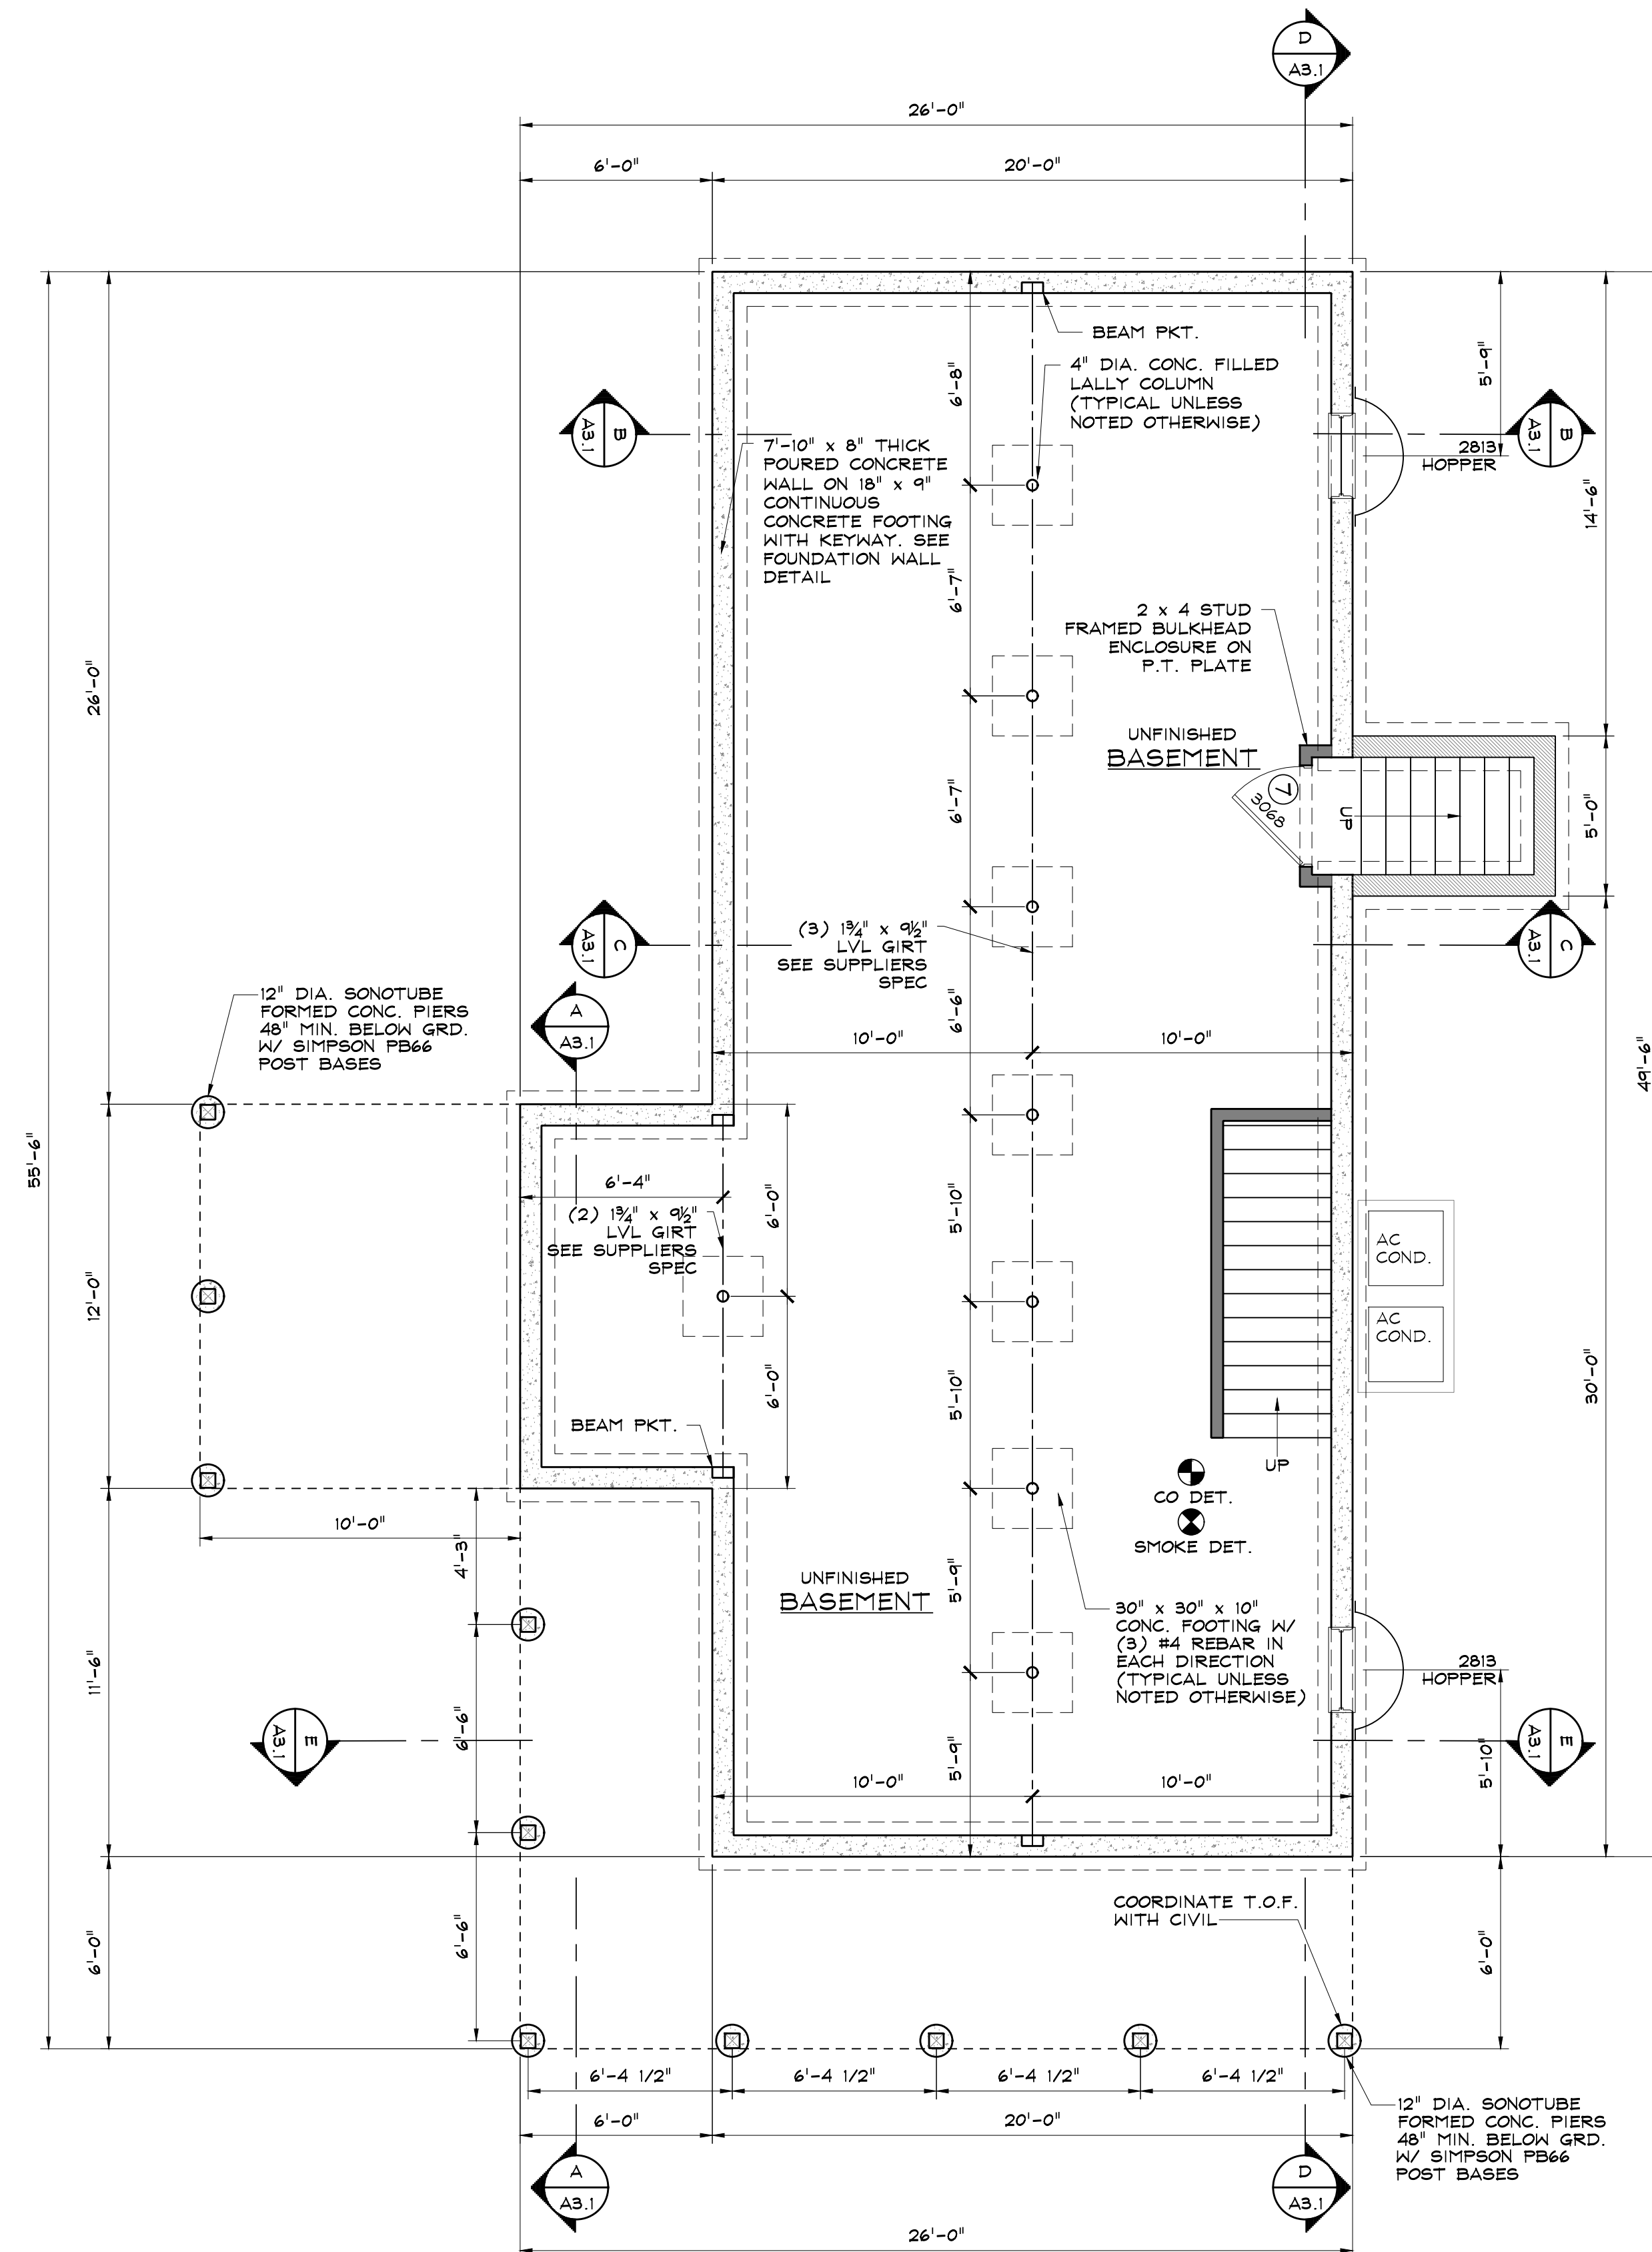 D
A3.1
26'-0"
6'-0"
20'-0"
BEAM PKT.
4" DIA. CONC. FILLED
LALLY COLUMN
(TYPICAL UNLESS
NOTED OTHERWISE)
6'-8"
5'-9"
B
A3.1
7'-10" x 8" THICK
POURED CONCRETE
WALL ON 18" x 9"
CONTINUOUS
CONCRETE FOOTING
WITH KEYWAY. SEE
FOUNDATION WALL
DETAIL
B
A3.1
2813
HOPPER
14'-6"
6'-7"
2 x 4 STUD
FRAMED BULKHEAD
ENCLOSURE ON
P.T. PLATE
26'-0"
UNFINISHED
BASEMENT
7
3068
UP
5'-0"
6'-7"
C
A3.1
(3) 1¾" x 9½"
LVL GIRT
SEE SUPPLIERS
SPEC
C
A3.1
12" DIA. SONOTUBE
FORMED CONC. PIERS
48" MIN. BELOW GRD.
W/ SIMPSON PB66
POST BASES
A
A3.1
6'-6"
10'-0"
10'-0"
49'-6"
55'-6"
6'-4"
6'-0"
5'-10"
(2) 1¾" x 9½"
LVL GIRT
SEE SUPPLIERS
SPEC
AC
COND.
AC
COND.
12'-0"
6'-0"
5'-10"
30'-0"
BEAM PKT.
UP
CO DET.
SMOKE DET.
10'-0"
4'-3"
UNFINISHED
BASEMENT
5'-9"
30" x 30" x 10"
CONC. FOOTING W/
(3) #4 REBAR IN
EACH DIRECTION
(TYPICAL UNLESS
NOTED OTHERWISE)
2813
HOPPER
11'-6"
E
A3.1
6'-6"
5'-9"
5'-10"
E
A3.1
10'-0"
10'-0"
COORDINATE T.O.F.
WITH CIVIL
6'-0"
6'-6"
6'-0"
6'-4 1/2"
6'-4 1/2"
6'-4 1/2"
6'-4 1/2"
6'-0"
20'-0"
12" DIA. SONOTUBE
FORMED CONC. PIERS
48" MIN. BELOW GRD.
W/ SIMPSON PB66
POST BASES
A
A3.1
D
A3.1
26'-0"